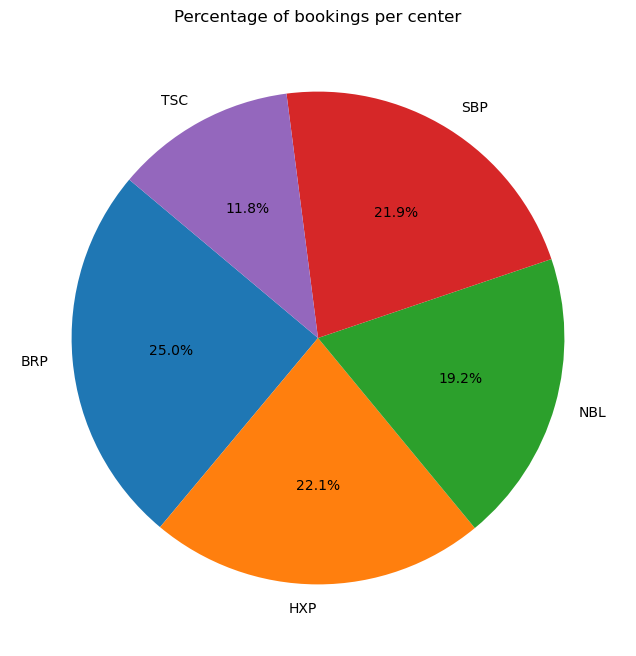 Percentage of bookings per center
TSC
SBP
11.8%
21.9%
25.0%
BRP
19.2%
NBL
22.1%
HXP